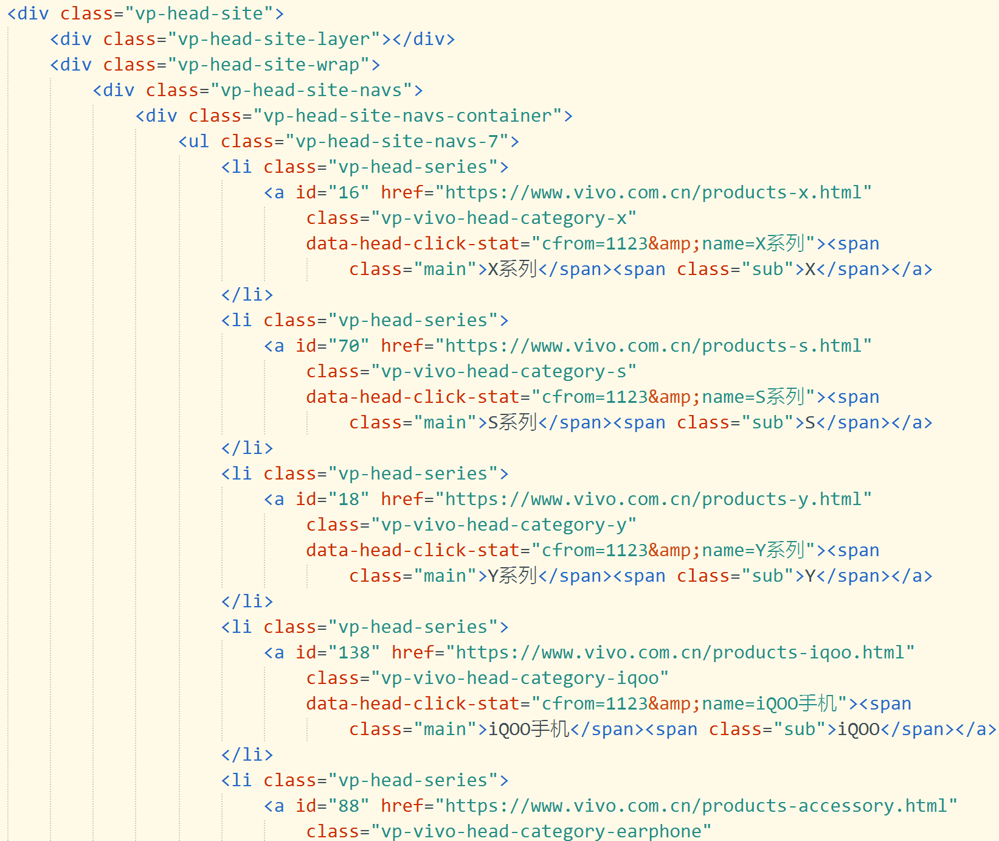 <div class="vp-head-site">
<div class="vp-head-site-layer"></div>
<div class="vp-head-site-wrap">
<div class="vp-head-site-navs">
<div class="vp-head-site-navs-container">
<ul class="vp-head-site-navs-7">
<li class="vp-head-series">
<a id="16" href="https://www.vivo.com.cn/products-x.html"
class="vp-vivo-head-category-x"
data-head-click-stat="cfrom=1123&amp;name=X系列"><span
class="main">X系列</span><span class="sub">X</span></a>
</li>
<li class="vp-head-series">
<a id="70" href="https://www.vivo.com.cn/products-s.html"
class="vp-vivo-head-category-s"
data-head-click-stat="cfrom=1123&amp;name=S系列"><span
class="main">S系列</span><span class="sub">S</span></a>
</li>
<li class="vp-head-series">
<a id="18" href="https://www.vivo.com.cn/products-y.html"
class="vp-vivo-head-category-y"
data-head-click-stat="cfrom=1123&amp;name=Y系列"><span
class="main">Y系列</span><span class="sub">Y</span></a>
</li>
<li class="vp-head-series">
<a id="138" href="https://www.vivo.com.cn/products-iqoo.html"
class="vp-vivo-head-category-iqoo"
data-head-click-stat="cfrom=1123&amp;name=iQOO手机"><span
class="main">iQOO手机</span><span class="sub">iQOO</span></a>
</li>
<li class="vp-head-series">
<a id="88" href="https://www.vivo.com.cn/products-accessory.html"
class="vp-vivo-head-category-earphone"